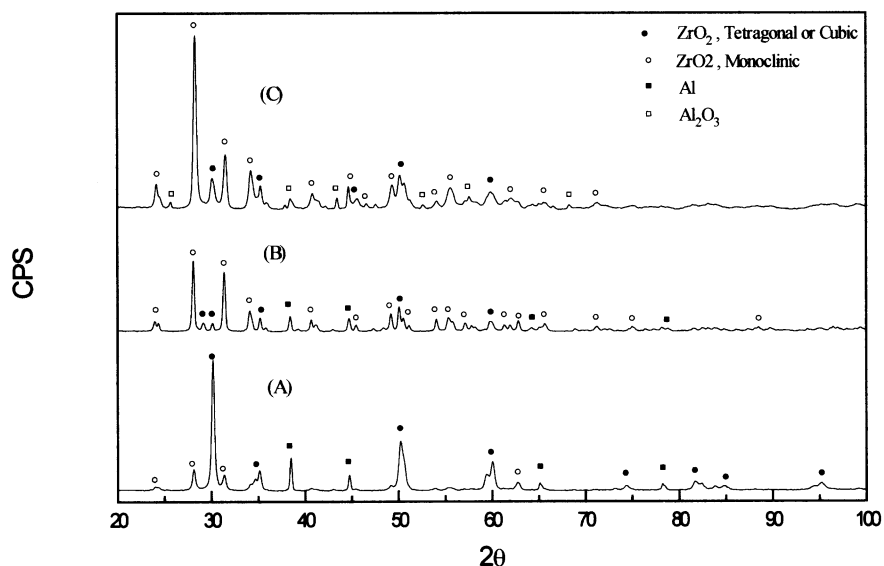 ZrO2 , Tetragonal or Cubic
ZrO2 , Monoclinic
Al
Al2O3
(C)
(B)
(A)
CPS
20 30 40 50 60 70 80 90 100
2θ